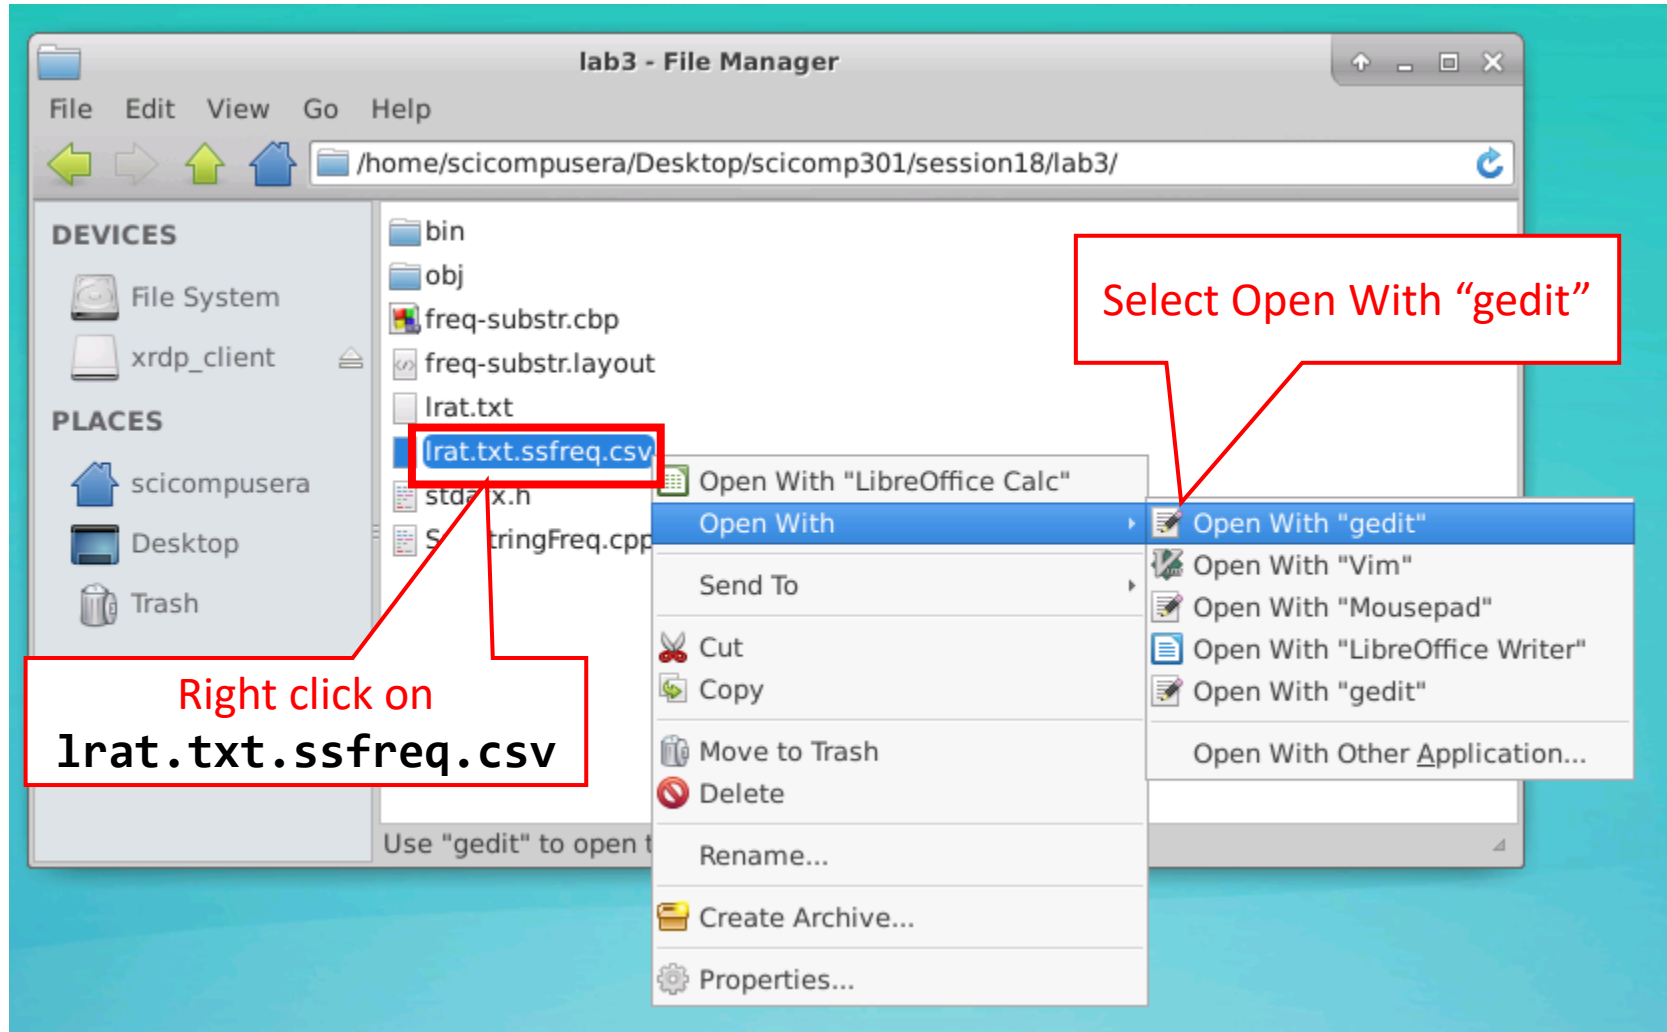 lab3 - File Manager
File Edit View Go Help
/home/scicompusera/Desktop/scicomp301/session18/lab3/
DEVICES
File System
xrdp_client
PLACES
scicompusera
Desktop
Trash
bin
obj
freq-substr.cbp
freq-substr.layout
lrat.txt
lrat.txt.ssfreq.csv
Select Open With “gedit”
Open With "LibreOffice Calc"
Open With
Send To
Cut
Copy
Move to Trash
Delete
Rename...
Create Archive...
Properties...
Open With "gedit"
Open With "Vim"
Open With "Mousepad"
Open With "LibreOffice Writer"
Open With "gedit"
Open With Other Application...
Right click on
lrat.txt.ssfreq.csv
Use "gedit" to open